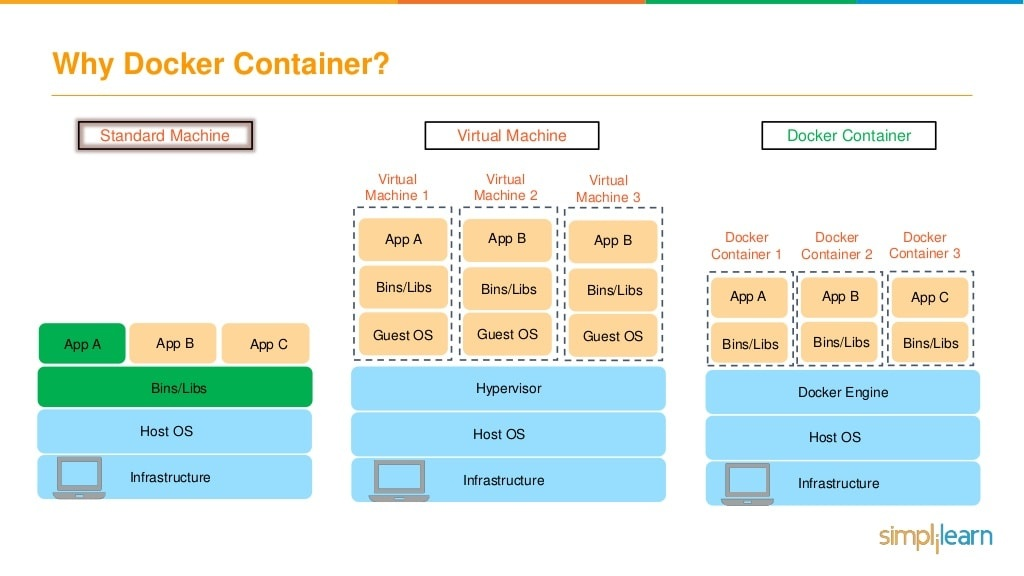 Why Docker Container?
Standard Machine
App A
App B
App C
Bins/Libs
Host OS
Infrastructure
Virtual Machine
Virtual
Machine 1
Virtual
Machine 2
Virtual
Machine 3
App A
App B
App B
Bins/Libs
Bins/Libs
Bins/Libs
Guest OS
Guest OS
Guest OS
Hypervisor
Host OS
Infrastructure
Docker Container
Docker
Container 1
Docker
Container 2
Docker
Container 3
App A
App B
App C
Bins/Libs
Bins/Libs
Bins/Libs
Docker Engine
Host OS
Infrastructure
simplilearn